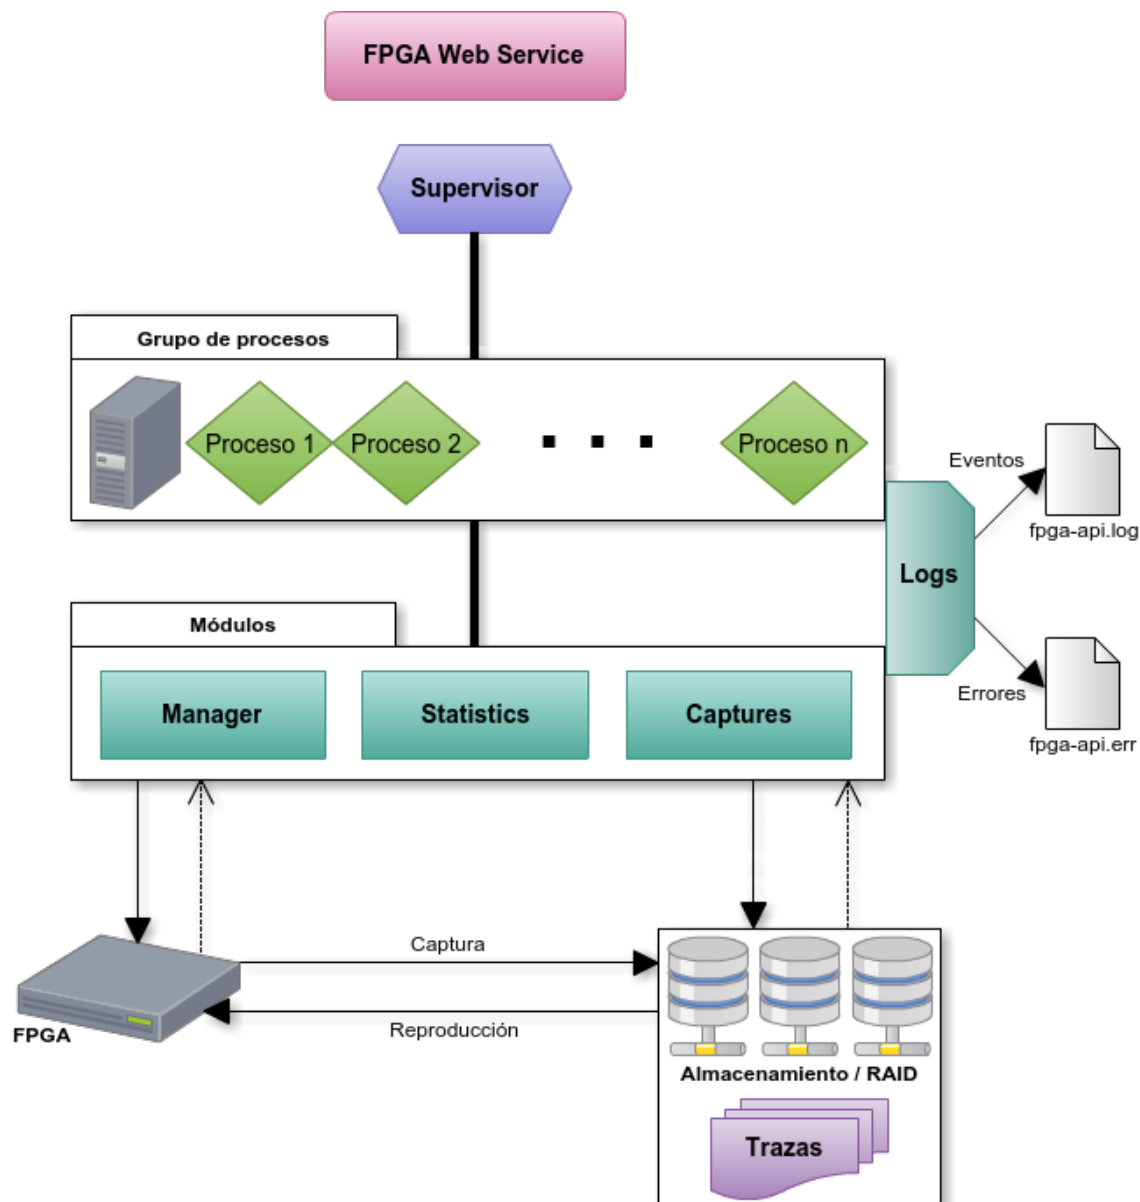 FPGA Web Service
Supervisor
Grupo de procesos
Proceso 1
Proceso 2
Proceso n
Eventos
fpga-api.log
Logs
Módulos
Manager
Statistics
Captures
Errores
fpga-api.err
Captura
FPGA
Reproducción
Almacenamiento / RAID
Trazas